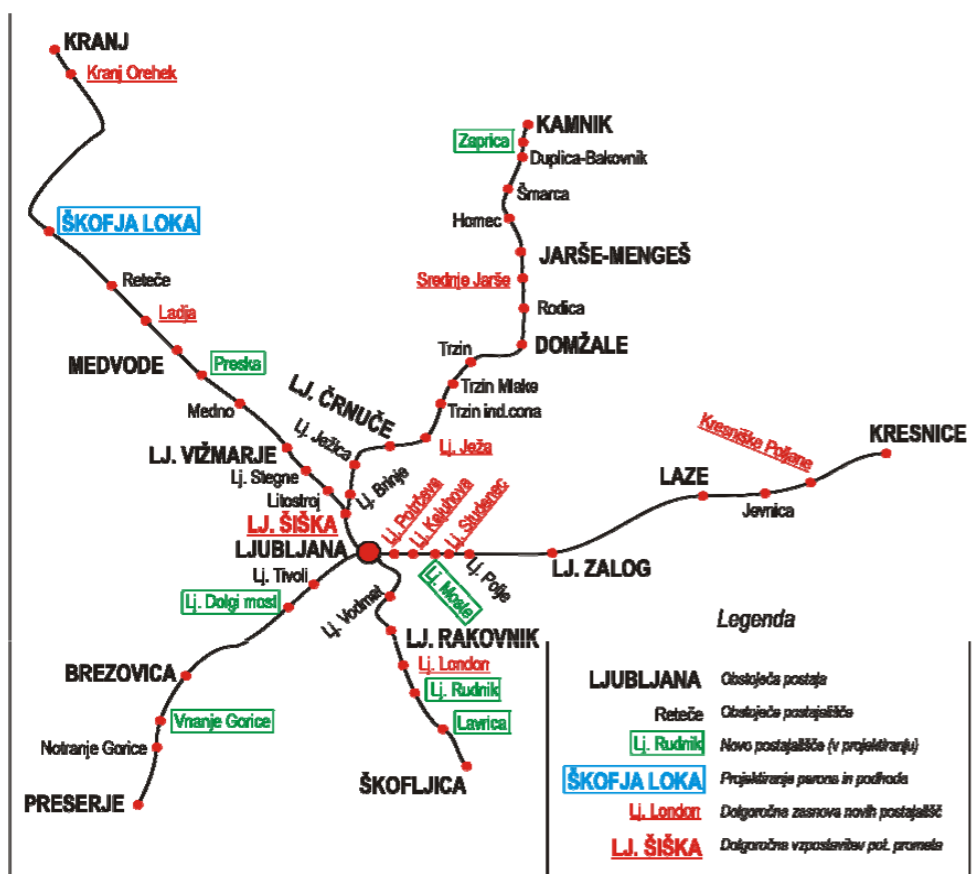 KRANJ
Kranj Orehek
ŠKOFJA LOKA
Reteče
Ladja
MEDVODE
Preska
Medno
LJ. VIŽMARJE
Lj. Stegne
Litostroj
LJ. ŠIŠKA
LJUBLJANA
KAMNIK
Zaprica
Duplica-Bakovnik
Šmarca
Homec
JARŠE-MENGEŠ
Srednje Jarše
Rodica
DOMŽALE
Trzin
Trzin Mlake
Trzin ind.cona
Lj. Ježa
LJ. ČRNUČE
Lj. Ježica
Lj. Brinje
Lj. Potrčeva
Lj. Kajuhova
Lj. Studenec
Lj. Moste
Lj. Polje
LJ. ZALOG
LAZE
Jevnica
Kresniške Poljane
KRESNICE
Lj. Tivoli
Lj. Dolgi most
BREZOVICA
Vnanje Gorice
Notranje Gorice
PRESERJE
Lj. Vodmat
LJ. RAKOVNIK
Lj. London
Lj. Rudnik
Lavrica
ŠKOFLJICA
Legenda
LJUBLJANA Obstoječa postaja
Reteče Obstoječe postajališče
Lj. Rudnik Novo postajališče (v projektiranju)
ŠKOFJA LOKA Projektiranje perona in podhoda
Lj. London Dolgoročna zasnova novih postajališč
LJ. ŠIŠKA Dolgoročna vzpostavitev pot. prometa